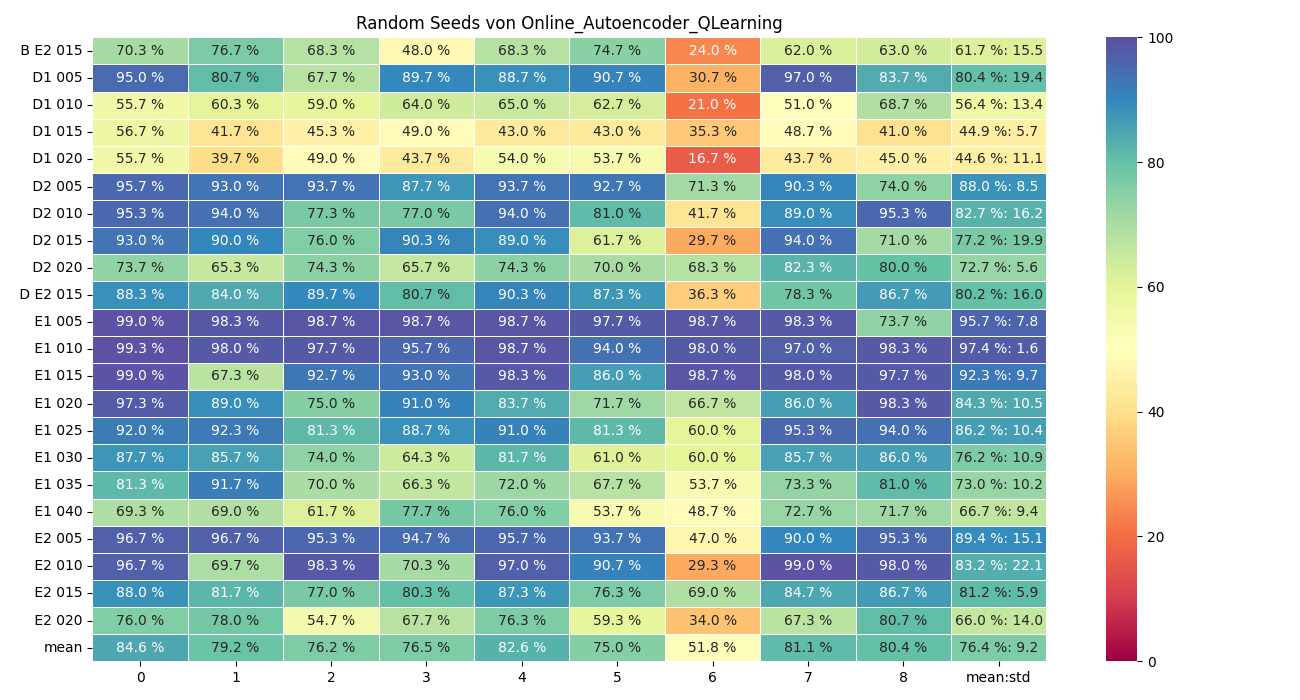 Random Seeds von Online_Autoencoder_QLearning
B E2 015 70.3 % 76.7 % 68.3 % 48.0 % 68.3 % 74.7 % 24.0 % 62.0 % 63.0 % 61.7 %: 15.5
D1 005 95.0 % 80.7 % 67.7 % 89.7 % 88.7 % 90.7 % 30.7 % 97.0 % 83.7 % 80.4 %: 19.4
D1 010 55.7 % 60.3 % 59.0 % 64.0 % 65.0 % 62.7 % 21.0 % 51.0 % 68.7 % 56.4 %: 13.4
D1 015 56.7 % 41.7 % 45.3 % 49.0 % 43.0 % 43.0 % 35.3 % 48.7 % 41.0 % 44.9 %: 5.7
D1 020 55.7 % 39.7 % 49.0 % 43.7 % 54.0 % 53.7 % 16.7 % 43.7 % 45.0 % 44.6 %: 11.1
D2 005 95.7 % 93.0 % 93.7 % 87.7 % 93.7 % 92.7 % 71.3 % 90.3 % 74.0 % 88.0 %: 8.5
D2 010 95.3 % 94.0 % 77.3 % 77.0 % 94.0 % 81.0 % 41.7 % 89.0 % 95.3 % 82.7 %: 16.2
D2 015 93.0 % 90.0 % 76.0 % 90.3 % 89.0 % 61.7 % 29.7 % 94.0 % 71.0 % 77.2 %: 19.9
D2 020 73.7 % 65.3 % 74.3 % 65.7 % 74.3 % 70.0 % 68.3 % 82.3 % 80.0 % 72.7 %: 5.6
D E2 015 88.3 % 84.0 % 89.7 % 80.7 % 90.3 % 87.3 % 36.3 % 78.3 % 86.7 % 80.2 %: 16.0
E1 005 99.0 % 98.3 % 98.7 % 98.7 % 98.7 % 97.7 % 98.7 % 98.3 % 73.7 % 95.7 %: 7.8
E1 010 99.3 % 98.0 % 97.7 % 95.7 % 98.7 % 94.0 % 98.0 % 97.0 % 98.3 % 97.4 %: 1.6
E1 015 99.0 % 67.3 % 92.7 % 93.0 % 98.3 % 86.0 % 98.7 % 98.0 % 97.7 % 92.3 %: 9.7
E1 020 97.3 % 89.0 % 75.0 % 91.0 % 83.7 % 71.7 % 66.7 % 86.0 % 98.3 % 84.3 %: 10.5
E1 025 92.0 % 92.3 % 81.3 % 88.7 % 91.0 % 81.3 % 60.0 % 95.3 % 94.0 % 86.2 %: 10.4
E1 030 87.7 % 85.7 % 74.0 % 64.3 % 81.7 % 61.0 % 60.0 % 85.7 % 86.0 % 76.2 %: 10.9
E1 035 81.3 % 91.7 % 70.0 % 66.3 % 72.0 % 67.7 % 53.7 % 73.3 % 81.0 % 73.0 %: 10.2
E1 040 69.3 % 69.0 % 61.7 % 77.7 % 76.0 % 53.7 % 48.7 % 72.7 % 71.7 % 66.7 %: 9.4
E2 005 96.7 % 96.7 % 95.3 % 94.7 % 95.7 % 93.7 % 47.0 % 90.0 % 95.3 % 89.4 %: 15.1
E2 010 96.7 % 69.7 % 98.3 % 70.3 % 97.0 % 90.7 % 29.3 % 99.0 % 98.0 % 83.2 %: 22.1
E2 015 88.0 % 81.7 % 77.0 % 80.3 % 87.3 % 76.3 % 69.0 % 84.7 % 86.7 % 81.2 %: 5.9
E2 020 76.0 % 78.0 % 54.7 % 67.7 % 76.3 % 59.3 % 34.0 % 67.3 % 80.7 % 66.0 %: 14.0
mean 84.6 % 79.2 % 76.2 % 76.5 % 82.6 % 75.0 % 51.8 % 81.1 % 80.4 % 76.4 %: 9.2
0 1 2 3 4 5 6 7 8 mean:std
100
80
60
40
20
0